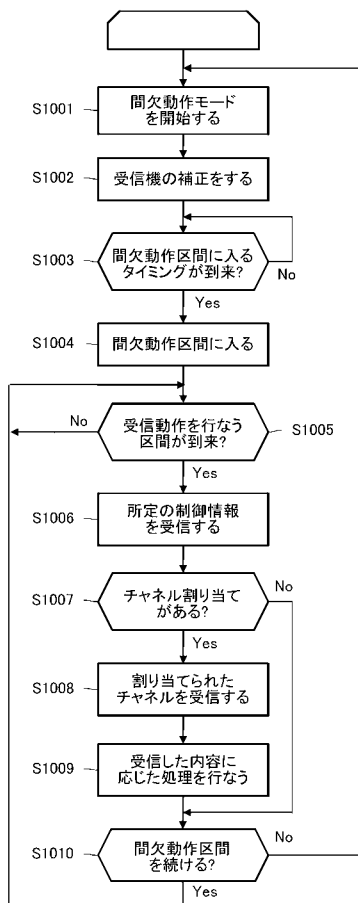 S1001
間欠動作モード
を開始する
S1002
受信機の補正をする
S1003
間欠動作区間に入る
タイミングが到来?
No
Yes
S1004
間欠動作区間に入る
No
受信動作を行なう
区間が到来?
S1005
Yes
S1006
所定の制御情報
を受信する
S1007
チャネル割り当て
がある?
No
Yes
S1008
割り当てられた
チャネルを受信する
S1009
受信した内容に
応じた処理を行なう
S1010
間欠動作区間
を続ける?
No
Yes